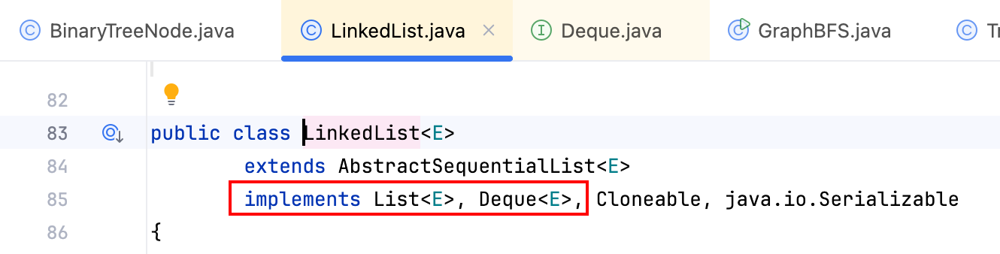 BinaryTreeNode.java LinkedList.java Deque.java GraphBFS.java
82
83 public class LinkedList<E>
84 extends AbstractSequentialList<E>
85 implements List<E>, Deque<E>, Cloneable, java.io.Serializable
86 {